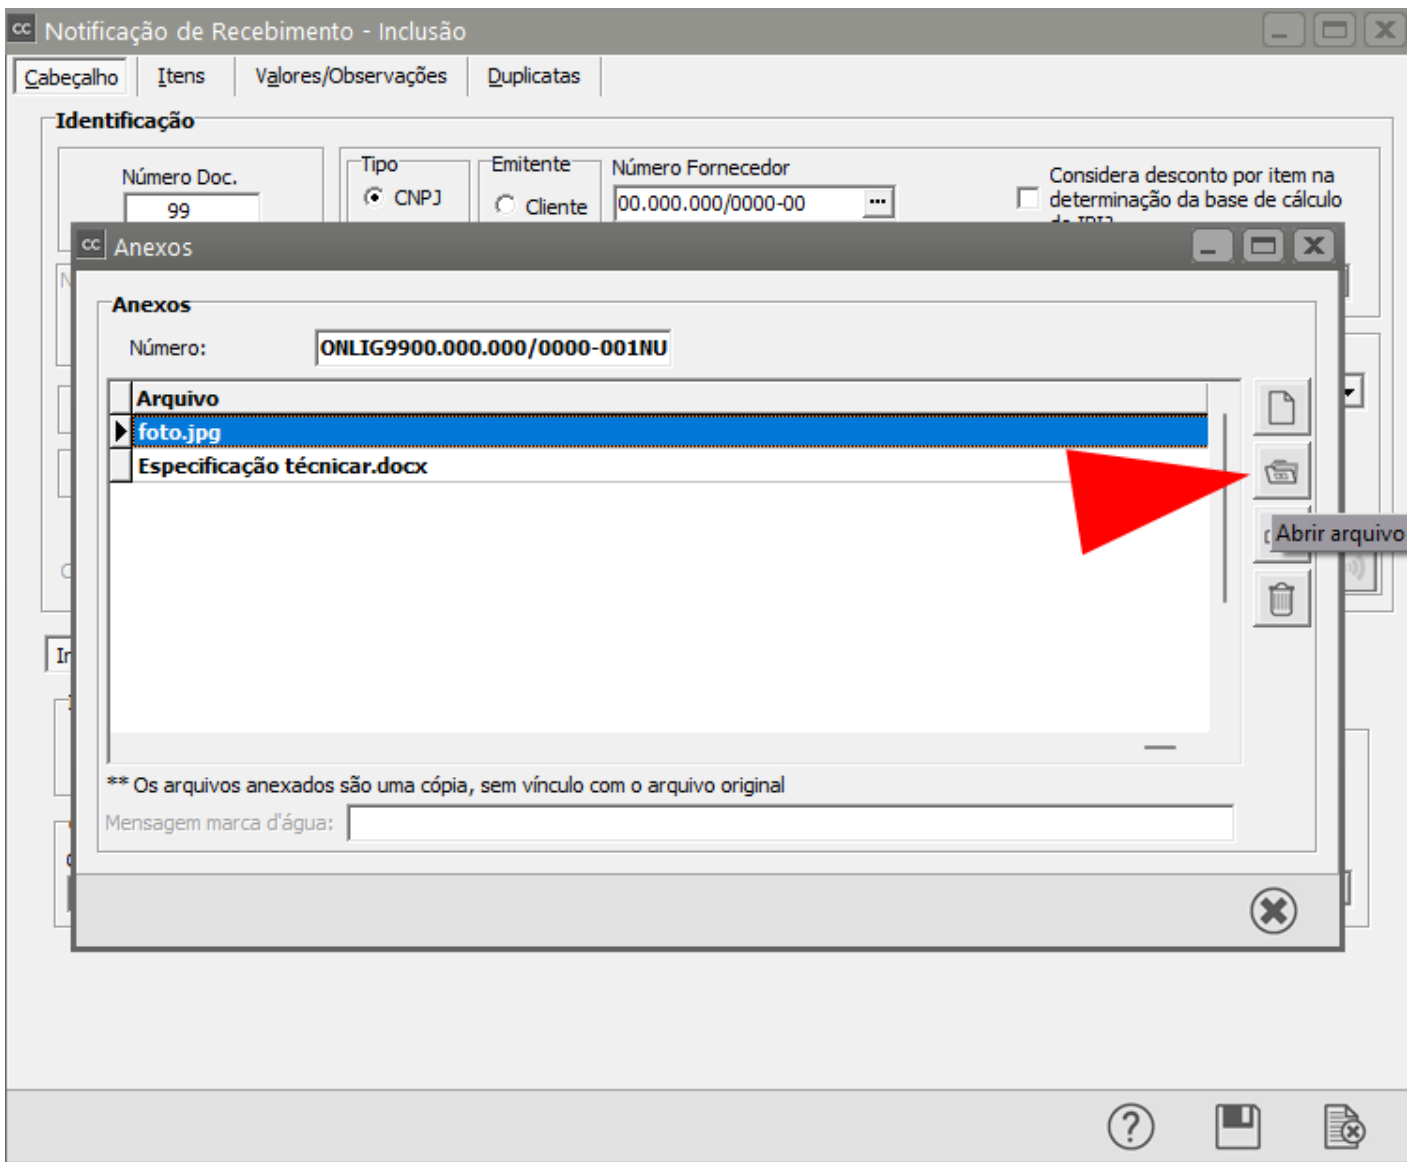 cc Notificação de Recebimento - Inclusão
Cabeçalho Itens Valores/Observações Duplicatas
Identificação
Número Doc.
99
Tipo
CNPJ
Emitente
Cliente
Número Fornecedor
00.000.000/0000-00 ...
Considera desconto por item na
determinação da base de cálculo
cc Anexos
Anexos
Número: ONLIG9900.000.000/0000-001NU
Arquivo
foto.jpg
Especificação técnicar.docx
Abrir arquivo
** Os arquivos anexados são uma cópia, sem vínculo com o arquivo original
Mensagem marca d'água: